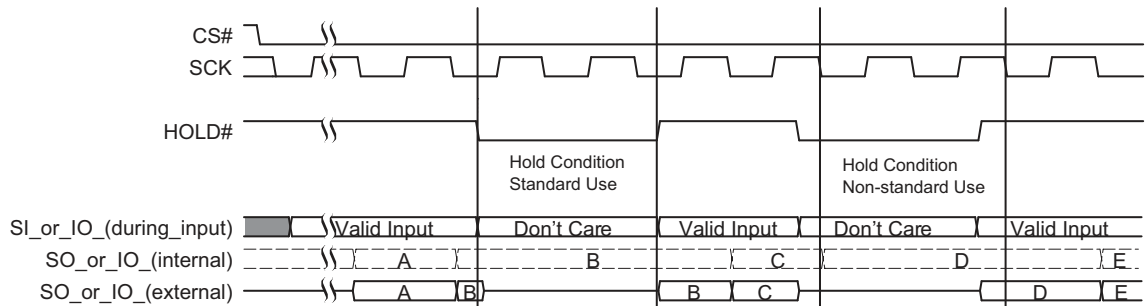 CS#
SCK
HOLD#
Hold Condition
Standard Use
Hold Condition
Non-standard Use
SI_or_IO_(during_input) Valid Input Don't Care Valid Input Don't Care Valid Input
SO_or_IO_(internal) A B C D E
SO_or_IO_(external) A B B C D E